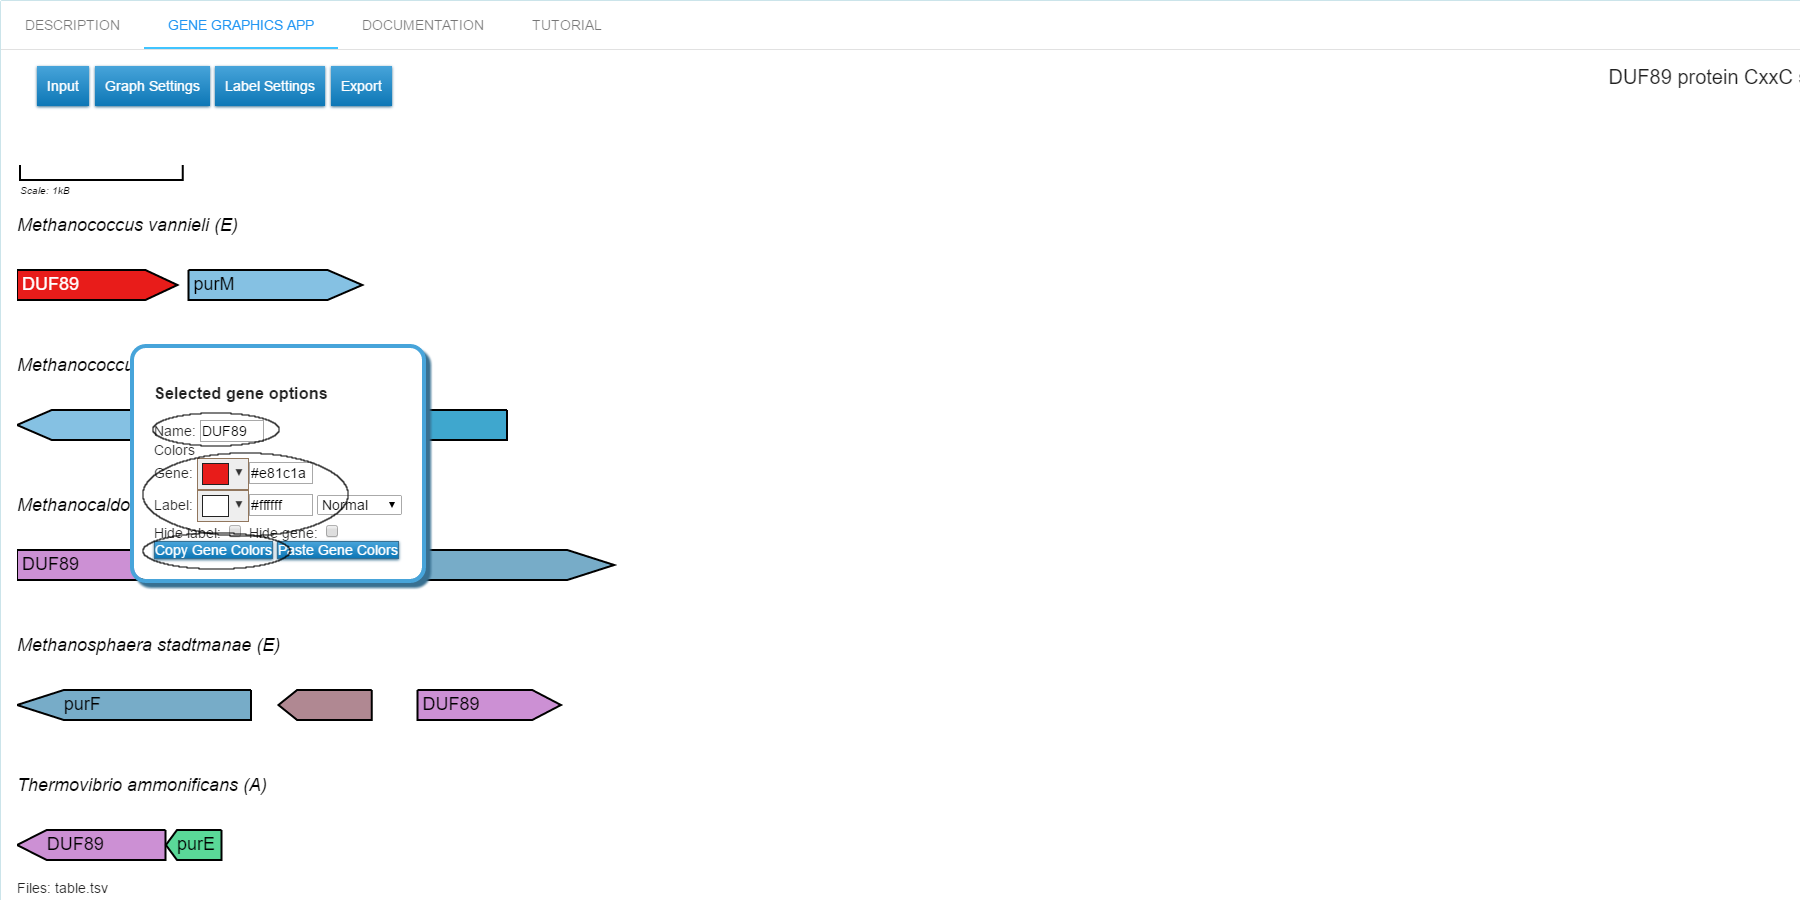 DESCRIPTION GENE GRAPHICS APP DOCUMENTATION TUTORIAL
Input Graph Settings Label Settings Export
DUF89 protein CxxC
Scale: 1kB
Methanococcus vannieli (E)
DUF89 purM
Methanococcu
Selected gene options
Name: DUF89
Colors
Gene: #e81c1a
Methanocaldo
Label: #ffffff Normal
Hide label: Hide gene:
Copy Gene Colors Paste Gene Colors
DUF89
Methanosphaera stadtmanae (E)
purF DUF89
Thermovibrio ammonificans (A)
DUF89 purE
Files: table.tsv